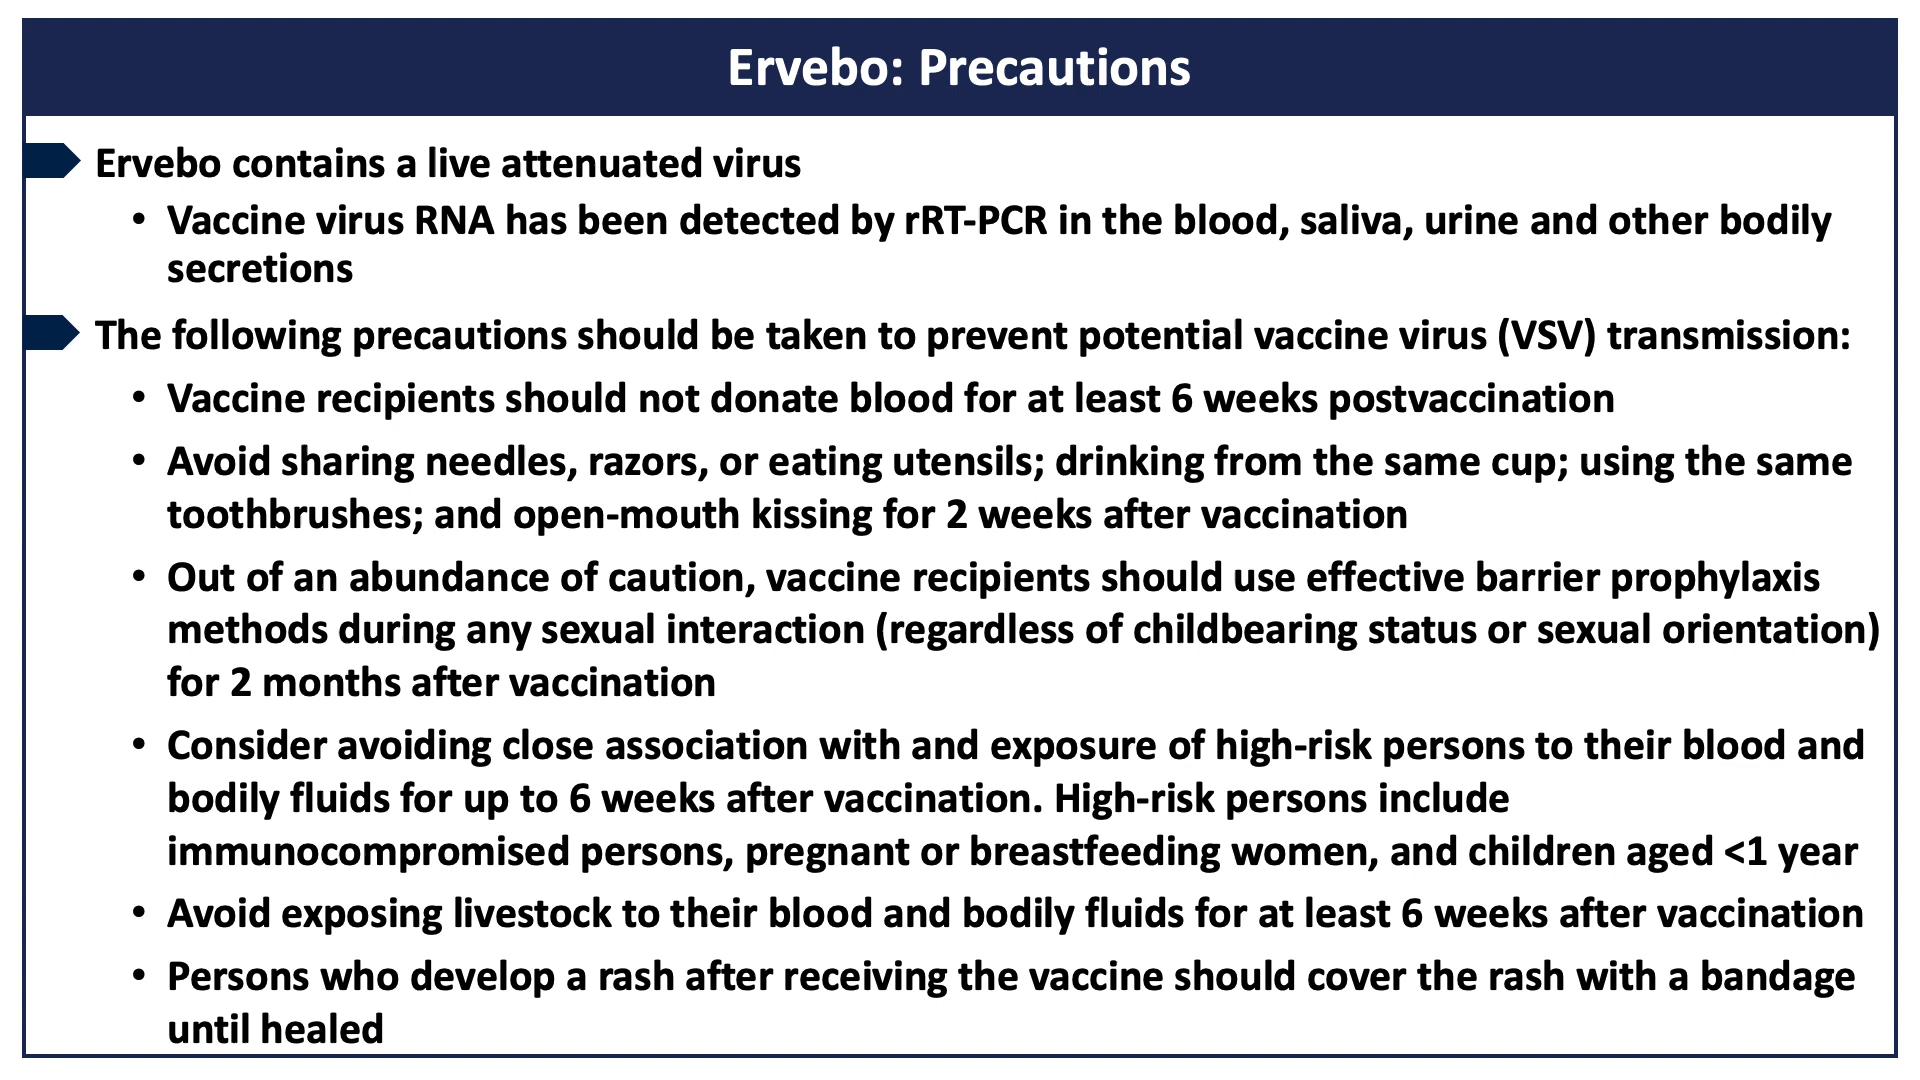 Ervebo: Precautions
Ervebo contains a live attenuated virus
• Vaccine virus RNA has been detected by rRT-PCR in the blood, saliva, urine and other bodily
secretions
The following precautions should be taken to prevent potential vaccine virus (VSV) transmission:
• Vaccine recipients should not donate blood for at least 6 weeks postvaccination
• Avoid sharing needles, razors, or eating utensils; drinking from the same cup; using the same
toothbrushes; and open-mouth kissing for 2 weeks after vaccination
• Out of an abundance of caution, vaccine recipients should use effective barrier prophylaxis
methods during any sexual interaction (regardless of childbearing status or sexual orientation)
for 2 months after vaccination
• Consider avoiding close association with and exposure of high-risk persons to their blood and
bodily fluids for up to 6 weeks after vaccination. High-risk persons include
immunocompromised persons, pregnant or breastfeeding women, and children aged <1 year
• Avoid exposing livestock to their blood and bodily fluids for at least 6 weeks after vaccination
• Persons who develop a rash after receiving the vaccine should cover the rash with a bandage
until healed